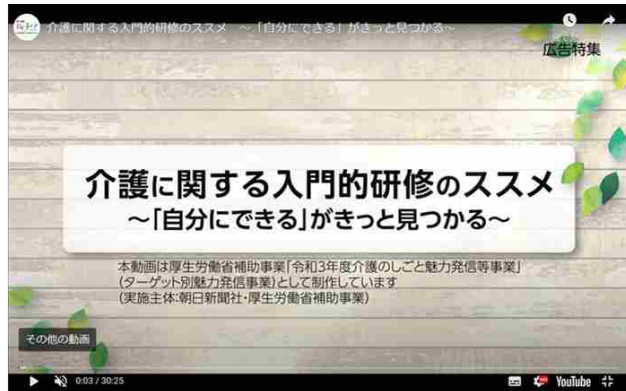 介護に関する入門的研修のススメ ～「自分にできる」がきっと見つかる～
広告特集
介護に関する入門的研修のススメ
～「自分にできる」がきっと見つかる～
本動画は厚生労働省補助事業「令和3年度介護のしごと魅力発信等事業」
(ターゲット別魅力発信事業)として制作しています
(実施主体:朝日新聞社・厚生労働省補助事業)
その他の動画
0:03 / 30:25
YouTube